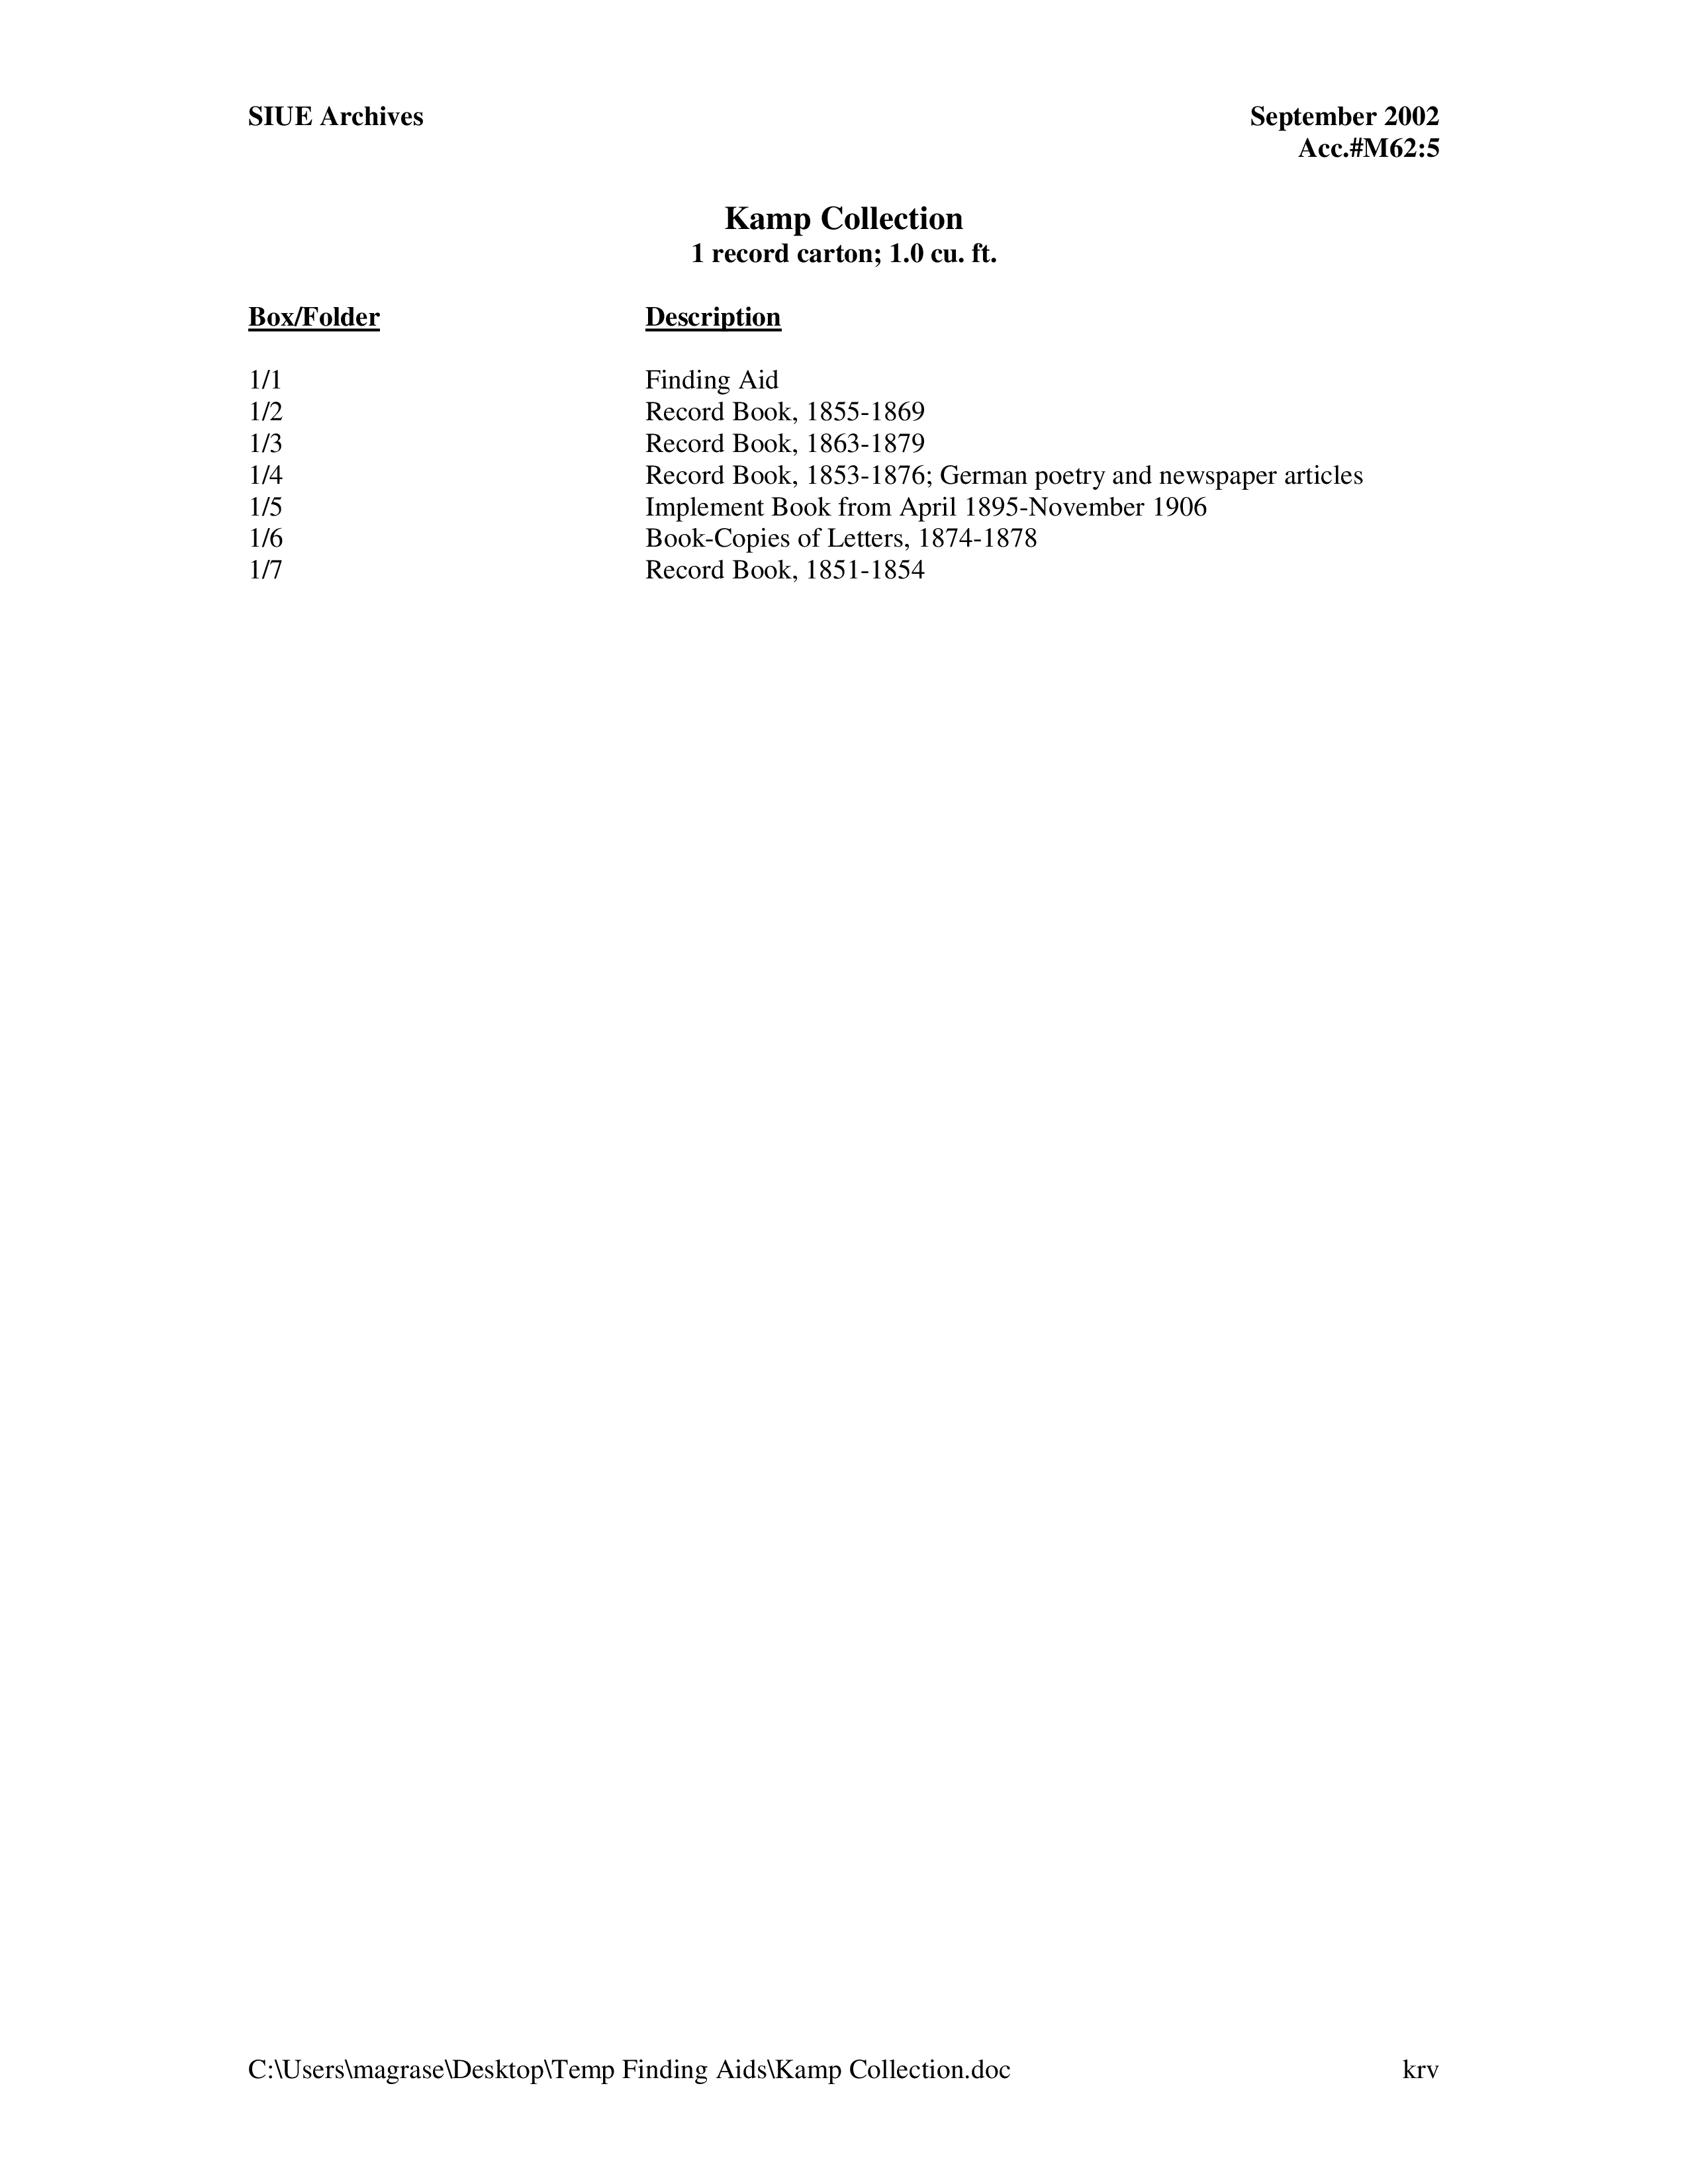 SIUE Archives September 2002
Acc.#M62:5
Kamp Collection
1 record carton; 1.0 cu. ft.
Box/Folder Description
1/1 Finding Aid
1/2 Record Book, 1855-1869
1/3 Record Book, 1863-1879
1/4 Record Book, 1853-1876; German poetry and newspaper articles
1/5 Implement Book from April 1895-November 1906
1/6 Book-Copies of Letters, 1874-1878
1/7 Record Book, 1851-1854
C:\Users\magrase\Desktop\Temp Finding Aids\Kamp Collection.doc krv